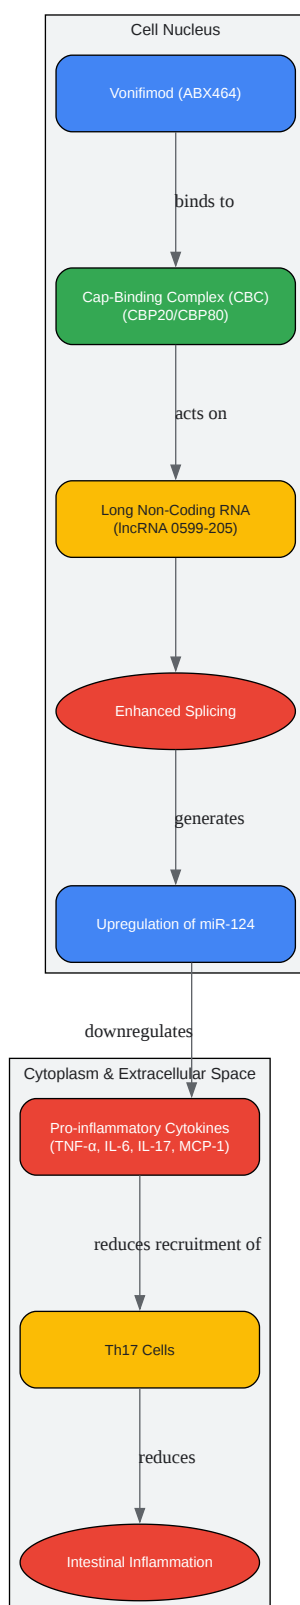 Cell Nucleus
Vonifimod (ABX464)
binds to
Cap-Binding Complex (CBC)
(CBP20/CBP80)
acts on
Long Non-Coding RNA
(lncRNA 0599-205)
Enhanced Splicing
generates
Upregulation of miR-124
downregulates
Cytoplasm & Extracellular Space
Pro-inflammatory Cytokines
(TNF-α, IL-6, IL-17, MCP-1)
reduces recruitment of
Th17 Cells
reduces
Intestinal Inflammation